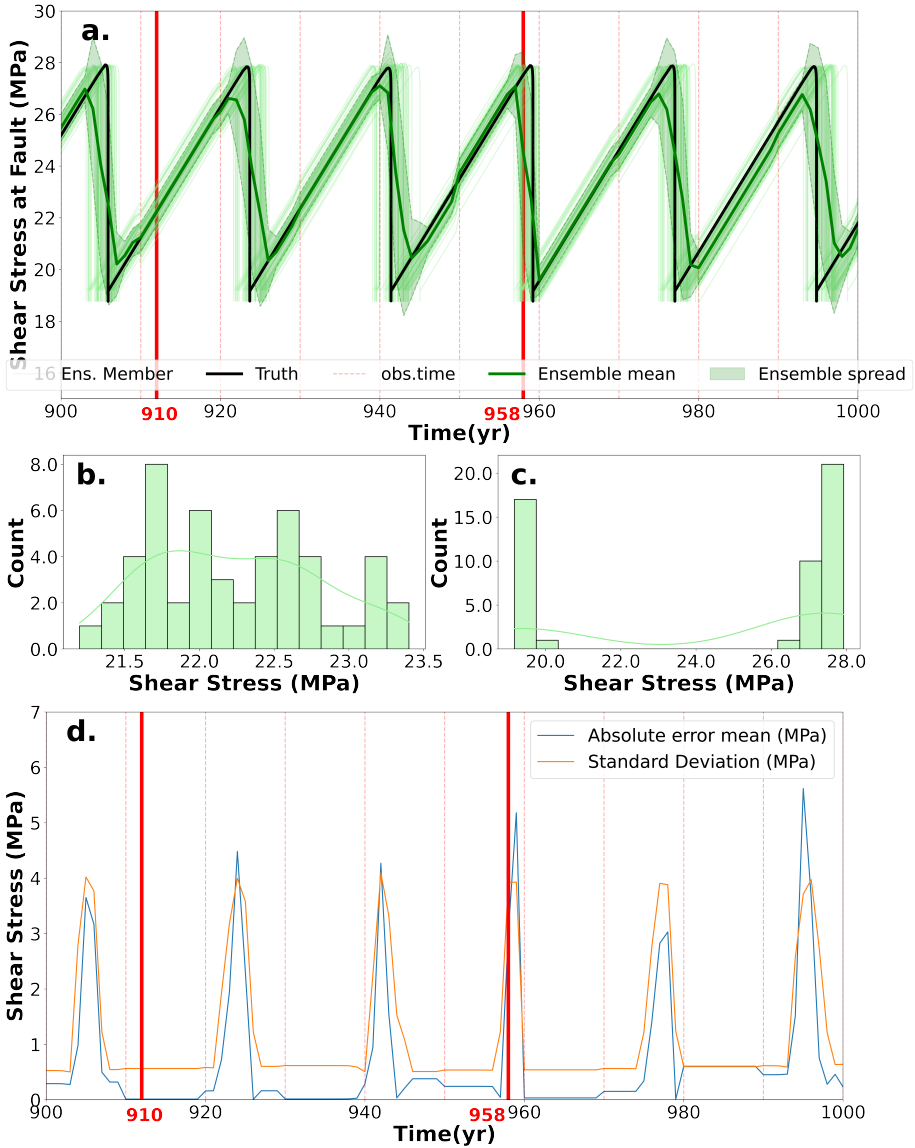 a.
Shear Stress at Fault (MPa)
30
28
26
24
22
20
18
16
Ens. Member Truth obs.time Ensemble mean Ensemble spread
900 910 920 940 958 960 980 1000
Time(yr)
b.
Count
8.0
6.0
4.0
2.0
0.0
21.5 22.0 22.5 23.0 23.5
Shear Stress (MPa)
c.
Count
20.0
15.0
10.0
5.0
0.0
20.0 22.0 24.0 26.0 28.0
Shear Stress (MPa)
d.
Absolute error mean (MPa)
Standard Deviation (MPa)
Shear Stress (MPa)
7
6
5
4
3
2
1
0
900 910 920 940 958 960 980 1000
Time(yr)